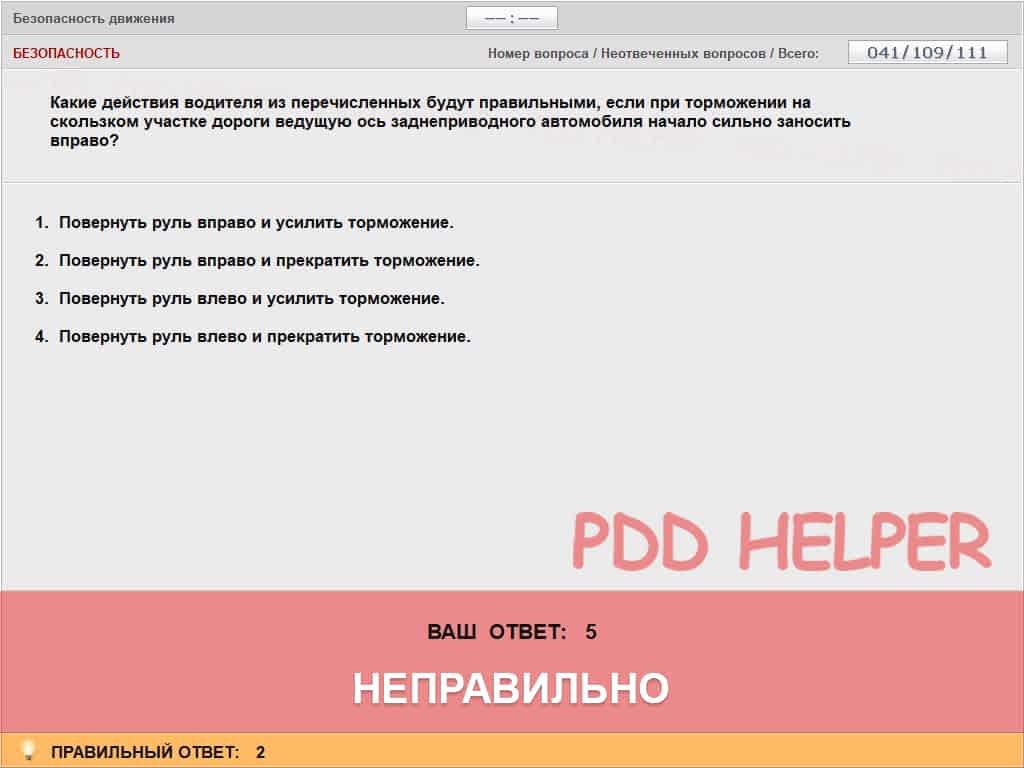 Безопасность движения
––:––
БЕЗОПАСНОСТЬ
Номер вопроса / Неотвеченных вопросов / Всего: 041/109/111
Какие действия водителя из перечисленных будут правильными, если при торможении на
скользком участке дороги ведущую ось заднеприводного автомобиля начало сильно заносить
вправо?
1. Повернуть руль вправо и усилить торможение.
2. Повернуть руль вправо и прекратить торможение.
3. Повернуть руль влево и усилить торможение.
4. Повернуть руль влево и прекратить торможение.
PDD HELPER
ВАШ ОТВЕТ: 5
НЕПРАВИЛЬНО
ПРАВИЛЬНЫЙ ОТВЕТ: 2